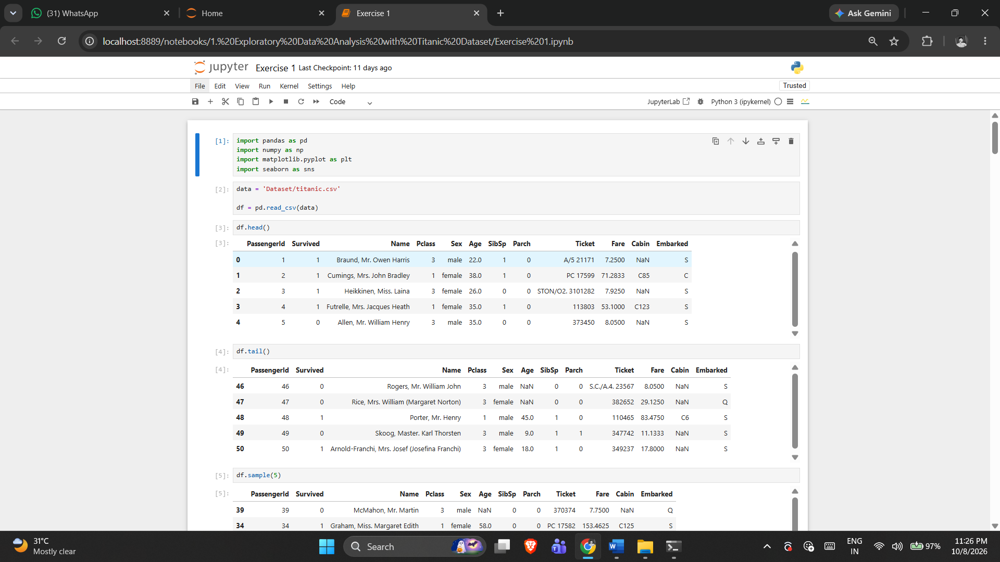 (31) WhatsApp
Home
Exercise 1
Ask Gemini
localhost:8889/notebooks/1.%20Exploratory%20Data%20Analysis%20with%20Titanic%20Dataset/Exercise%201.ipynb
jupyter Exercise 1 Last Checkpoint: 11 days ago
File Edit View Run Kernel Settings Help
Trusted
Code
JupyterLab
Python 3 (ipykernel)
[1]:
import pandas as pd
import numpy as np
import matplotlib.pyplot as plt
import seaborn as sns
[2]:
data = 'Dataset/titanic.csv'
df = pd.read_csv(data)
[3]:
df.head()
[3]:
PassengerId Survived Name Pclass Sex Age SibSp Parch Ticket Fare Cabin Embarked
0 1 1 Braund, Mr. Owen Harris 3 male 22.0 1 0 A/5 21171 7.2500 NaN S
1 2 1 Cumings, Mrs. John Bradley 1 female 38.0 1 0 PC 17599 71.2833 C85 C
2 3 1 Heikkinen, Miss. Laina 3 female 26.0 0 0 STON/O2. 3101282 7.9250 NaN S
3 4 1 Futrelle, Mrs. Jacques Heath 1 female 35.0 1 0 113803 53.1000 C123 S
4 5 0 Allen, Mr. William Henry 3 male 35.0 0 0 373450 8.0500 NaN S
[4]:
df.tail()
[4]:
PassengerId Survived Name Pclass Sex Age SibSp Parch Ticket Fare Cabin Embarked
46 46 0 Rogers, Mr. William John 3 male NaN 0 0 S.C./A.4. 23567 8.0500 NaN S
47 47 0 Rice, Mrs. William (Margaret Norton) 3 female NaN 0 0 382652 29.1250 NaN Q
48 48 1 Porter, Mr. Henry 1 male 45.0 1 0 110465 83.4750 C6 S
49 49 0 Skoog, Master. Karl Thorsten 3 male 9.0 1 1 347742 11.1333 NaN S
50 50 1 Arnold-Franchi, Mrs. Josef (Josefina Franchi) 3 female 18.0 1 0 349237 17.8000 NaN S
[5]:
df.sample(5)
[5]:
PassengerId Survived Name Pclass Sex Age SibSp Parch Ticket Fare Cabin Embarked
39 39 0 McMahon, Mr. Martin 3 male NaN 0 0 370374 7.7500 NaN Q
34 34 1 Graham, Miss. Margaret Edith 1 female 58.0 0 0 PC 17582 153.4625 C125 S
31°C
Mostly clear
Search
ENG
IN
97%
11:26 PM
10/8/2026